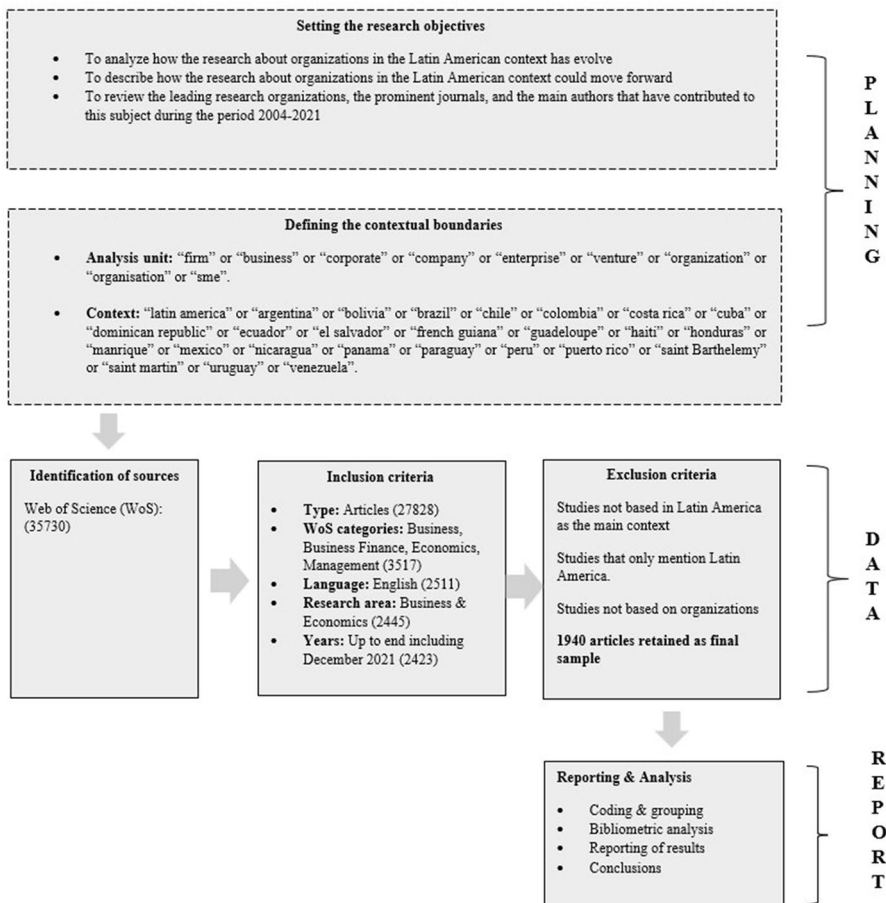 Setting the research objectives
• To analyze how the research about organizations in the Latin American context has evolve
• To describe how the research about organizations in the Latin American context could move forward
• To review the leading research organizations, the prominent journals, and the main authors that have contributed to
this subject during the period 2004-2021
PLANNING
Defining the contextual boundaries
• Analysis unit: “firm” or “business” or “corporate” or “company” or “enterprise” or “venture” or “organization” or
“organisation” or “sme”.
• Context: “latin america” or “argentina” or “bolivia” or “brazil” or “chile” or “colombia” or “costa rica” or “cuba” or
“dominican republic” or “ecuador” or “el salvador” or “french guiana” or “guadeloupe” or “haiti” or “honduras” or
“manrique” or “mexico” or “nicaragua” or “panama” or “paraguay” or “peru” or “puerto rico” or “saint Barthelemy”
or “saint martin” or “uruguay” or “venezuela”.
Identification of sources
Web of Science (WoS):
(35730)
Inclusion criteria
• Type: Articles (27828)
• WoS categories: Business,
Business Finance, Economics,
Management (3517)
• Language: English (2511)
• Research area: Business &
Economics (2445)
• Years: Up to end including
December 2021 (2423)
Exclusion criteria
Studies not based in Latin America
as the main context
Studies that only mention Latin
America.
Studies not based on organizations
1940 articles retained as final
sample
DATA
Reporting & Analysis
• Coding & grouping
• Bibliometric analysis
• Reporting of results
• Conclusions
REPORT